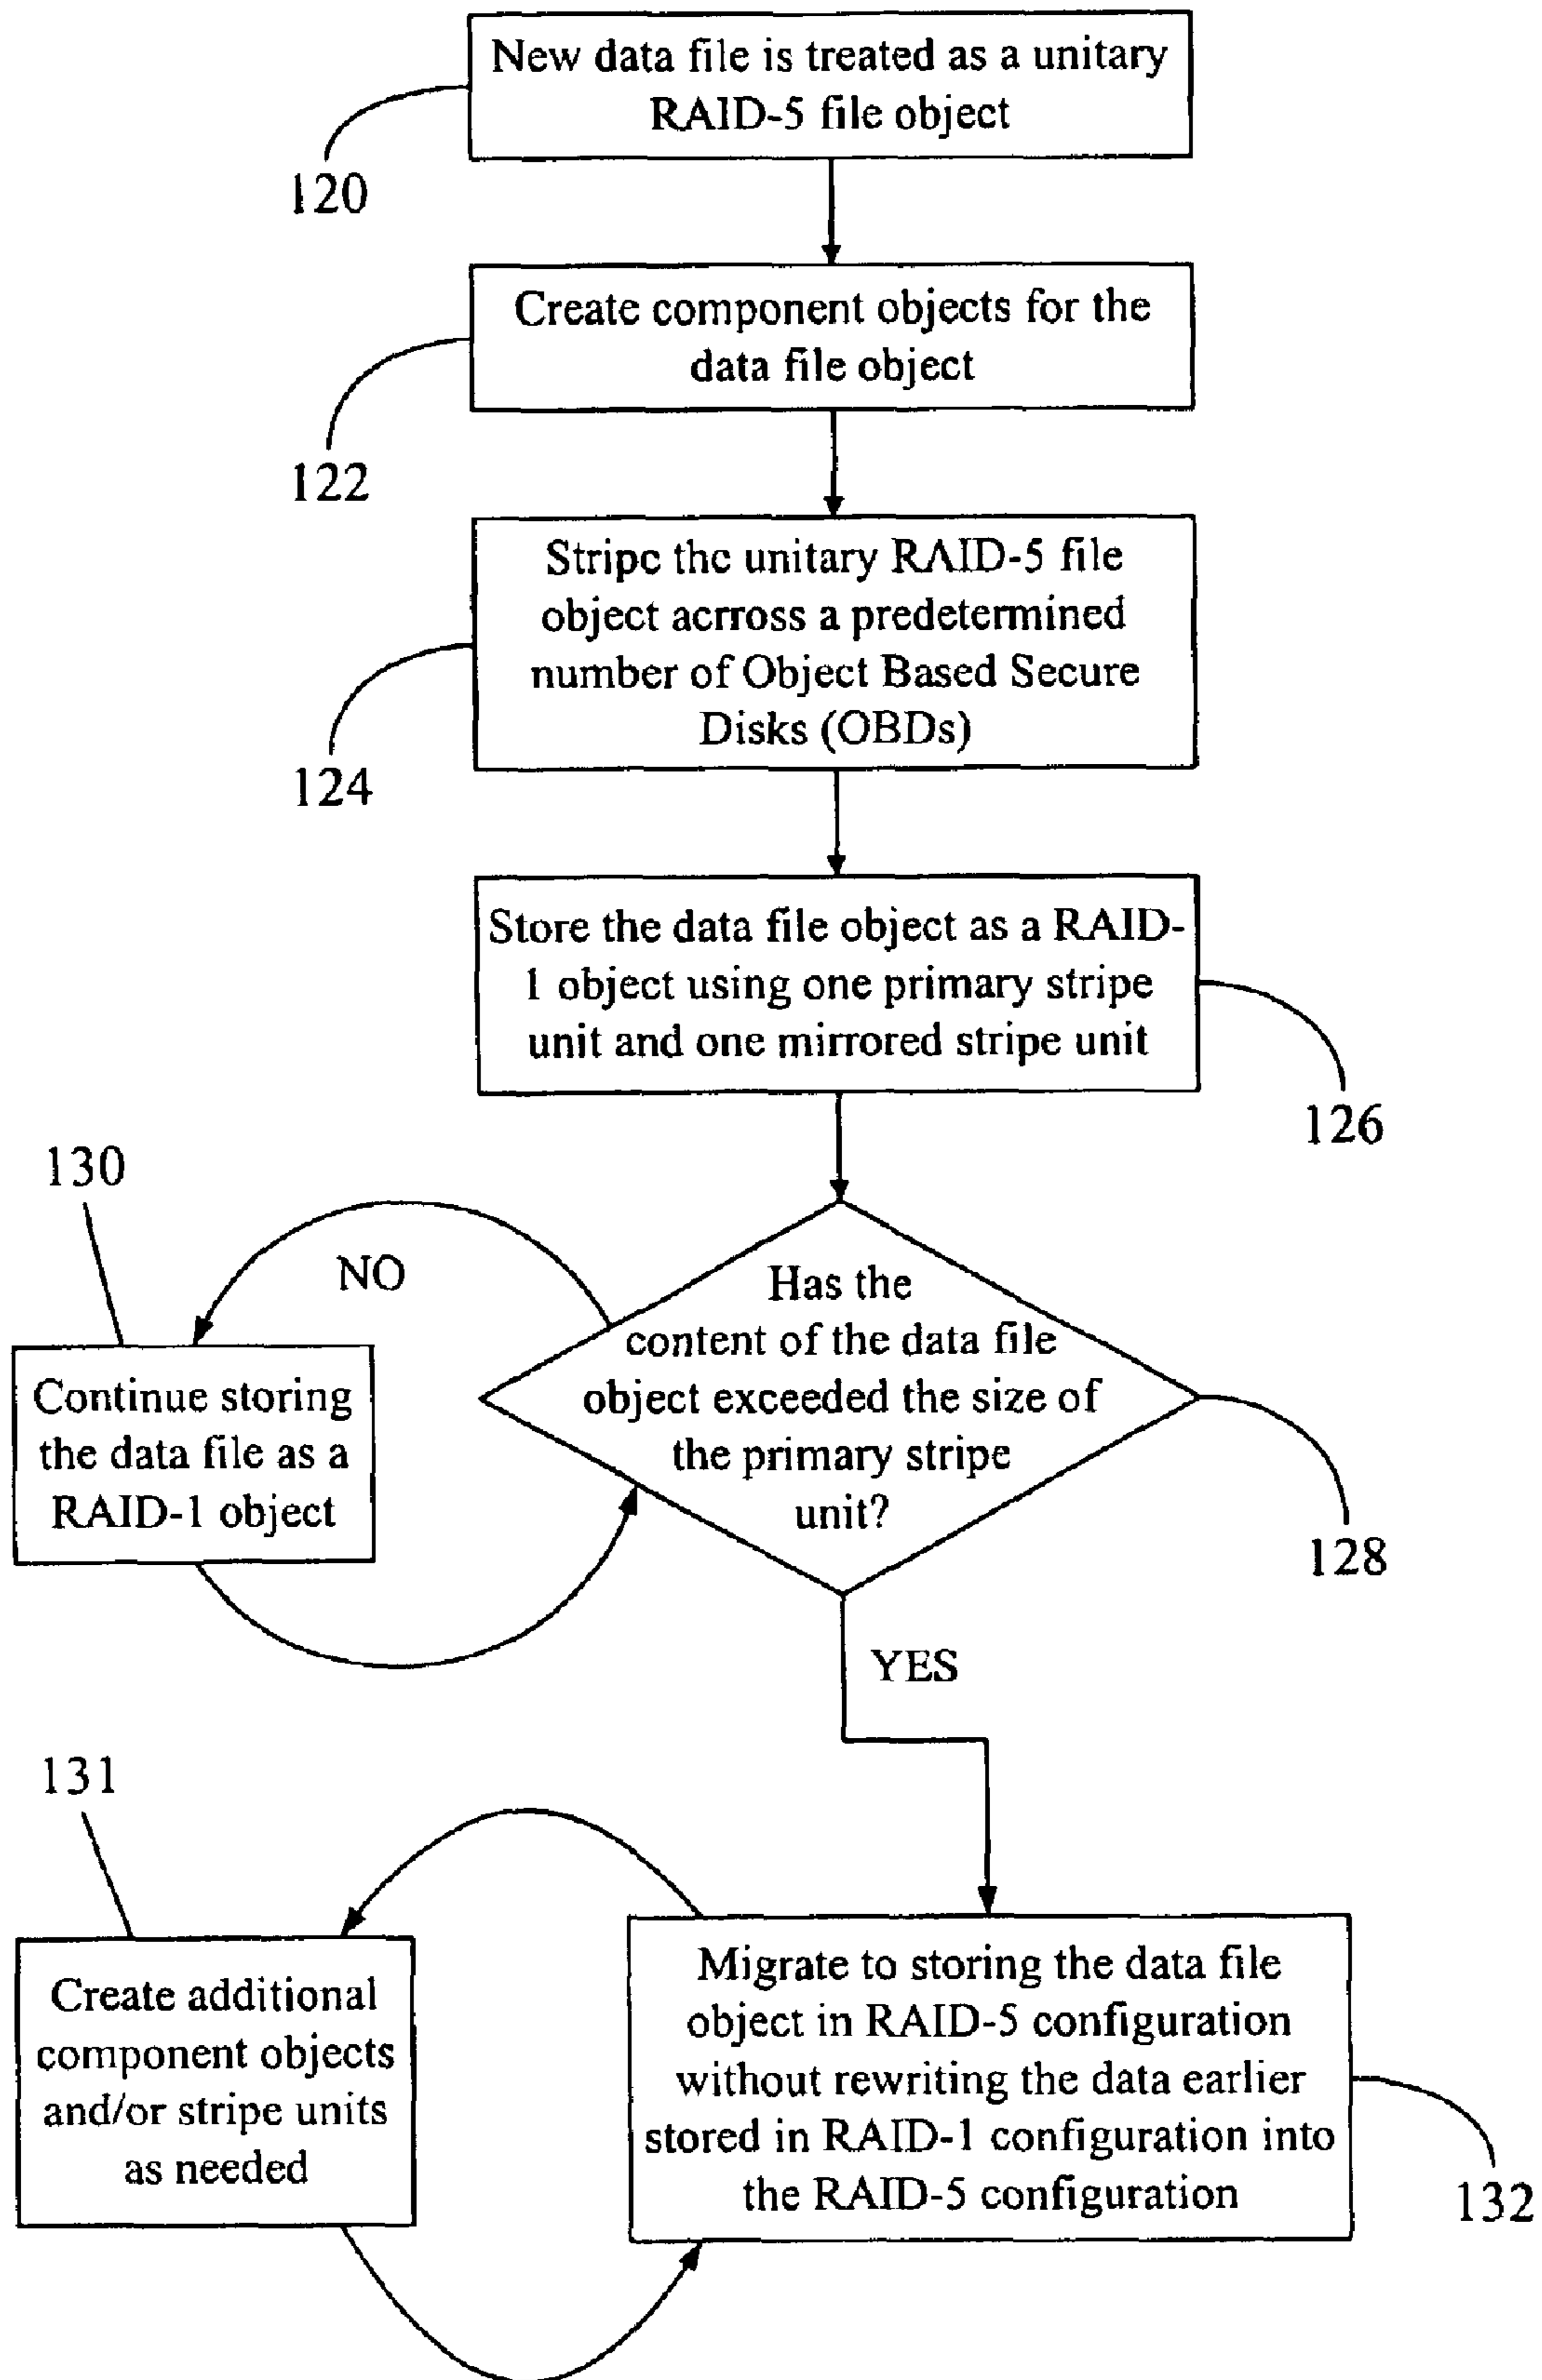 New data file is treated as a unitary
RAID-5 file object
120
Create component objects for the
data file object
122
Stripe the unitary RAID-5 file
object acrross a predetermined
number of Object Based Secure
Disks (OBDs)
124
Store the data file object as a RAID-
1 object using one primary stripe
unit and one mirrored stripe unit
126
130
NO
Has the
content of the data file
object exceeded the size of
the primary stripe
unit?
Continue storing
the data file as a
RAID-1 object
128
YES
131
Create additional
component objects
and/or stripe units
as needed
Migrate to storing the data file
object in RAID-5 configuration
without rewriting the data earlier
stored in RAID-1 configuration into
the RAID-5 configuration
132